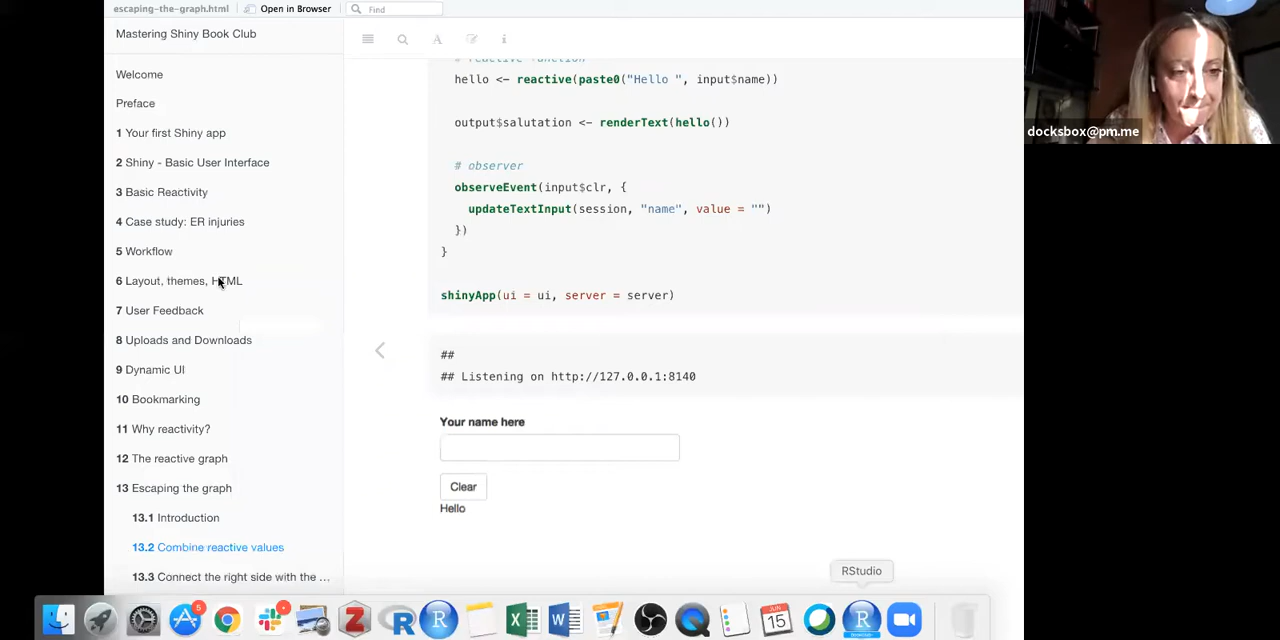 escaping-the-graph.html
Open in Browser
Find
Mastering Shiny Book Club
Welcome
Preface
1 Your first Shiny app
2 Shiny - Basic User Interface
3 Basic Reactivity
4 Case study: ER injuries
5 Workflow
6 Layout, themes, HTML
7 User Feedback
8 Uploads and Downloads
9 Dynamic UI
10 Bookmarking
11 Why reactivity?
12 The reactive graph
13 Escaping the graph
13.1 Introduction
13.2 Combine reactive values
13.3 Connect the right side with the ...
# reactive function
hello <- reactive(paste0("Hello ", input$name))
output$salutation <- renderText(hello())
# observer
observeEvent(input$clr, {
updateTextInput(session, "name", value = "")
})
}
shinyApp(ui = ui, server = server)
##
## Listening on http://127.0.0.1:8140
Your name here
Clear
Hello
docksbox@pm.me
RStudio
5
Z
R
R
X
W
JUN
15
R